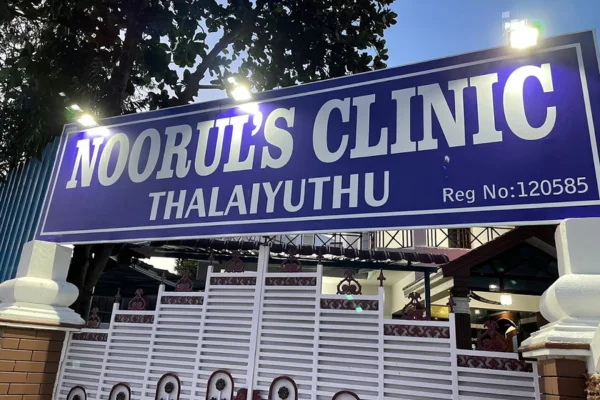 NOORUL'S CLINIC
THALAIYUTHU
Reg No:120585